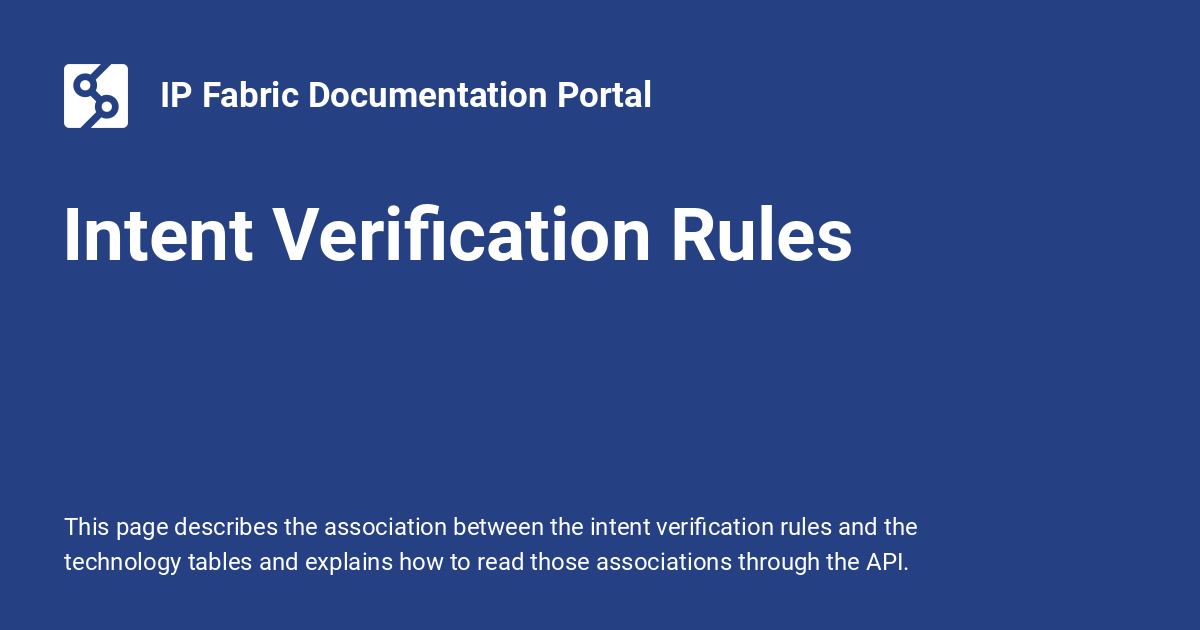 IP Fabric Documentation Portal
Intent Verification Rules
This page describes the association between the intent verification rules and the
technology tables and explains how to read those associations through the API.